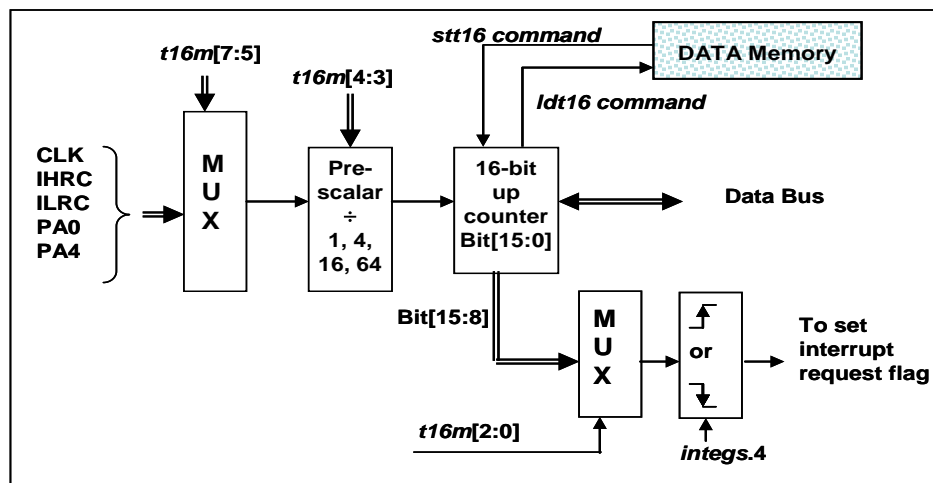 stt16 command
DATA Memory
t16m[7:5]
t16m[4:3]
ldt16 command
CLK
IHRC
ILRC
PA0
PA4
M
U
X
Pre-
scalar
÷
1, 4,
16, 64
16-bit
up
counter
Bit[15:0]
Data Bus
Bit[15:8]
M
U
X
or
To set
interrupt
request flag
t16m[2:0]
integs.4